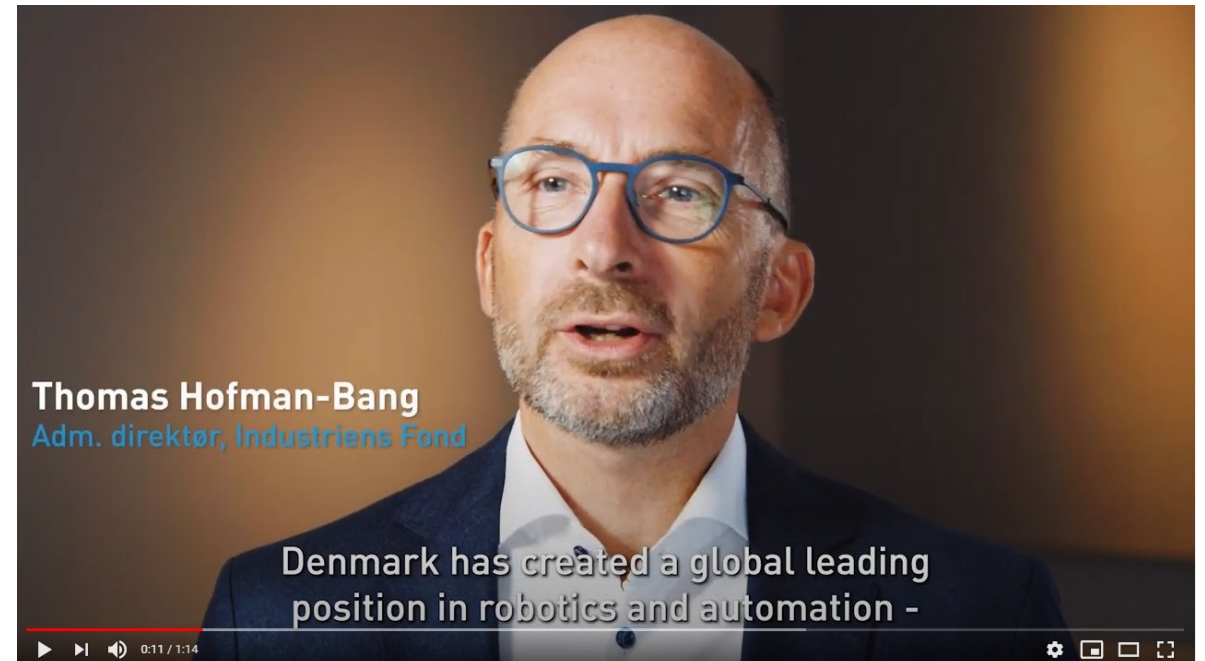 Thomas Hofman-Bang
Adm. direktør, Industriens Fond
Denmark has created a global leading
position in robotics and automation -
0:11 / 1:14